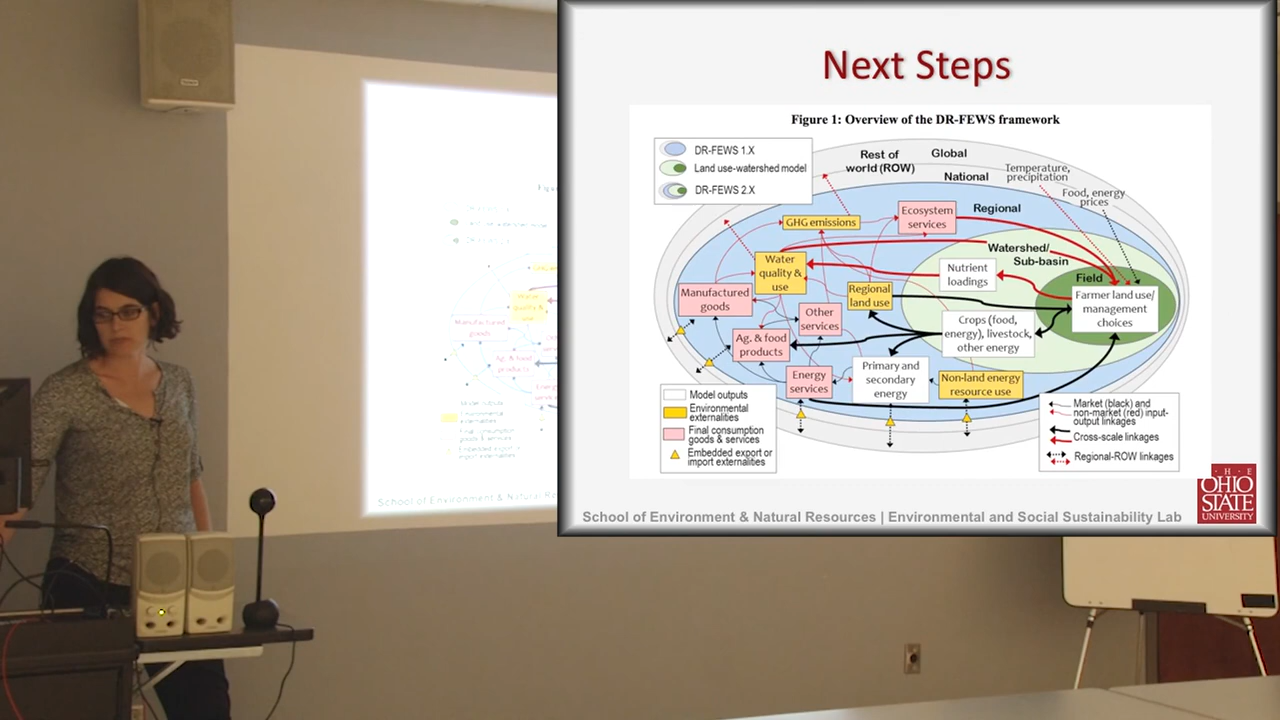 Next Steps
Figure 1: Overview of the DR-FEWS framework
DR-FEWS 1.X
Land use-watershed model
DR-FEWS 2.X
Rest of
world (ROW)
Global
National
Temperature,
precipitation
Food, energy
prices
Regional
GHG emissions
Ecosystem
services
Watershed/
Sub-basin
Water
quality &
use
Nutrient
loadings
Field
Manufactured
goods
Regional
land use
Farmer land use/
management
choices
Other
services
Crops (food,
energy), livestock,
other energy
Ag. & food
products
Energy
services
Primary and
secondary
energy
Non-land energy
resource use
Model outputs
Environmental
externalities
Final consumption
goods & services
Embedded export or
import externalities
Market (black) and
non-market (red) input-
output linkages
Cross-scale linkages
Regional-ROW linkages
School of Environment & Natural Resources | Environmental and Social Sustainability Lab
T · H · E
OHIO
STATE
UNIVERSITY
School of Environment & Natural Re